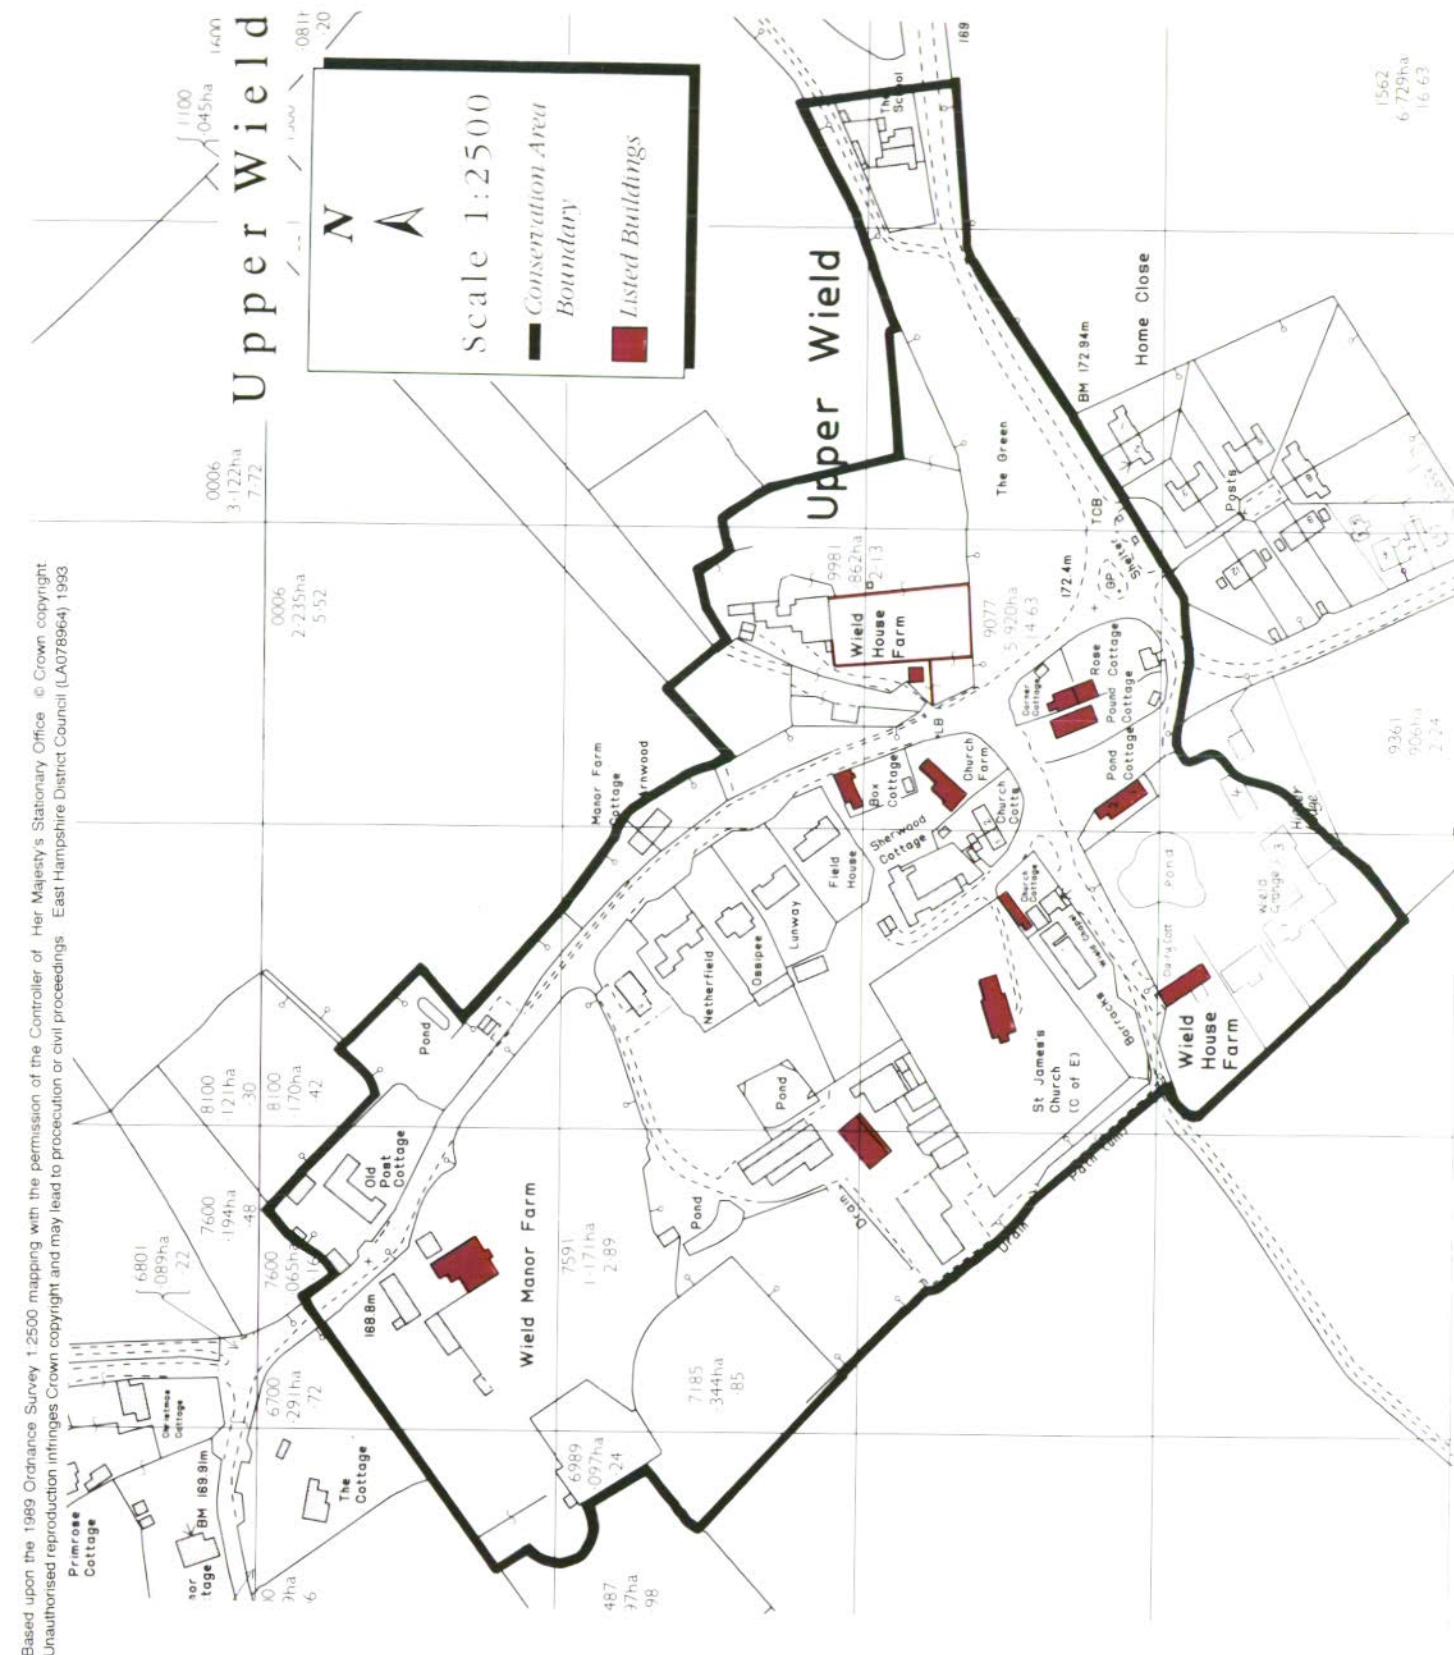 Based upon the 1989 Ordnance Survey 1:2500 mapping with the permission of the Controller of Her Majesty's Stationary Office © Crown copyright
Unauthorised reproduction infringes Crown copyright and may lead to procecution or civil proceedings East Hampshire District Council (LA078964) 1993
Upper Wield
N
Scale 1:2500
Conservation Area
Boundary
Listed Buildings
1100
·045ha
0006
3·122ha
7·72
0006
2·235ha
5·52
8100
·121ha
·30
8100
·170ha
·42
7600
·194ha
·48
7600
·065ha
6801
·089ha
·22
6700
·291ha
·72
Primrose
Cottage
Christmas
Cottage
BM 169.91m
The
Cottage
168.8m
Old
Post
Cottage
Pond
Wield Manor Farm
7591
1·171ha
2·89
6989
·097ha
·24
7185
·344ha
·85
Pond
Pond
Drain
Drain
Manor Farm
Cottage
Netherfield
Ossipee
Lunway
Field
House
Box
Cottage
Sherwood
Cottage
Church
Farm
Church
Cotts
Church
Cottage
Wield Chapel
Barracks
St James's
Church
(C of E)
Wield
House
Farm
Dairy Cott
Pond
Wield
Grange
Pond
Cottage
Pound
Cottage
Rose
Cottage
Corner
Cottage
LB
Wield
House
Farm
9981
·862ha
2·13
9077
5·920ha
14·63
172.4m
GP
Shelter
TCB
The Green
Upper Wield
BM 172.94m
Home Close
Posts
The
School
169
1562
6·729ha
16·63
9361
·906ha
2·24